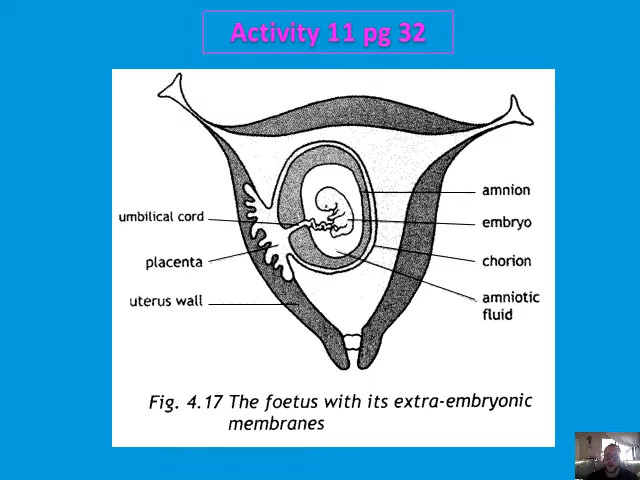 Activity 11 pg 32
amnion
umbilical cord
embryo
placenta
chorion
uterus wall
amniotic
fluid
Fig. 4.17 The foetus with its extra-embryonic
membranes